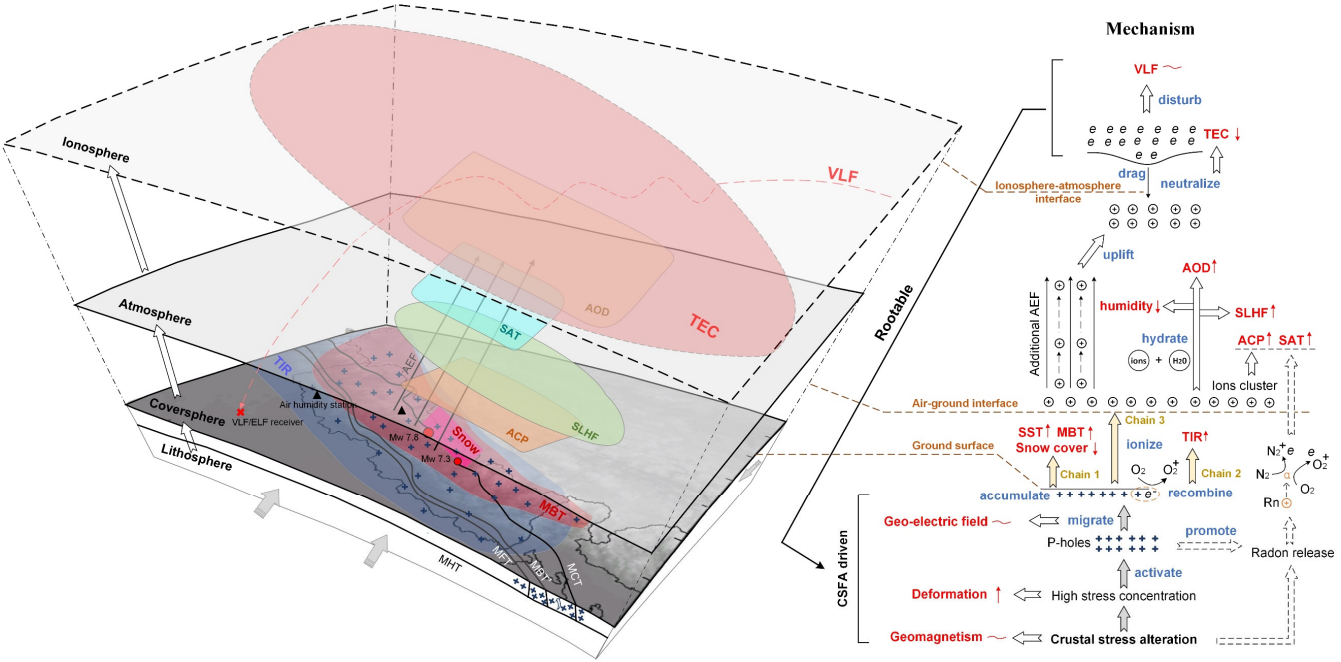 Ionosphere
Atmosphere
Coversphere
Lithosphere
VLF
TEC
AOD
SAT
SLHF
ACP
AEF
TIR
Air humidity station
VLF/ELF receiver
Mw 7.8
Snow
Mw 7.3
MBT
MFT
MBT'
MCT
MHT
Rootable
Mechanism
VLF
disturb
e e e e e e e
e e e e e e e
e e
TEC ↓
drag
neutralize
Ionosphere-atmosphere
interface
uplift
Additional AEF
AOD↑
humidity↓
SLHF↑
hydrate
ions + H20
ACP↑ SAT↑
Ions cluster
Air-ground interface
Chain 3
SST↑ MBT↑
Snow cover ↓
ionize
TIR↑
Ground surface
Chain 1
O2
O2+
Chain 2
N2+ e
e O2+
N2
α
O2
accumulate
+ + + + + + + + e-
recombine
Rn
Geo-electric field
migrate
P-holes
promote
Radon release
activate
CSFA driven
Deformation ↑
High stress concentration
Geomagnetism
Crustal stress alteration